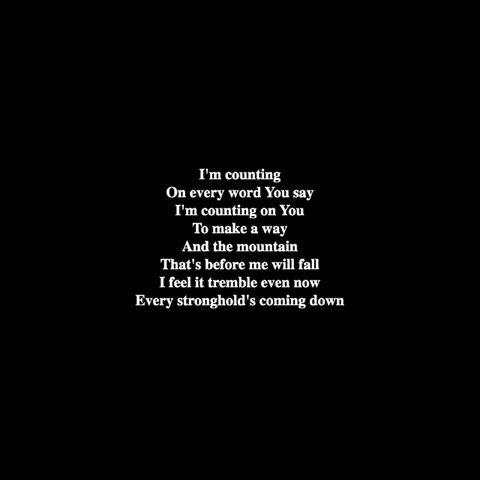 I'm counting
On every word You say
I'm counting on You
To make a way
And the mountain
That's before me will fall
I feel it tremble even now
Every stronghold's coming down